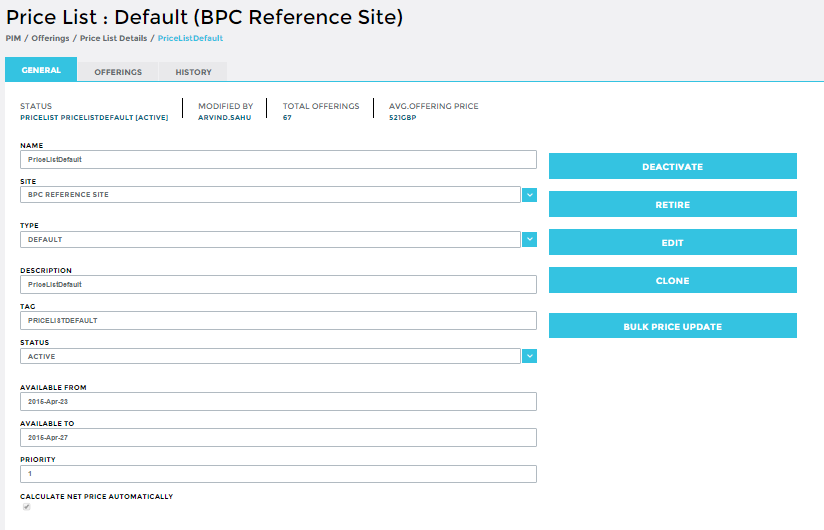 Price List : Default (BPC Reference Site)
PIM / Offerings / Price List Details / PriceListDefault
GENERAL OFFERINGS HISTORY
STATUS MODIFIED BY TOTAL OFFERINGS AVG.OFFERING PRICE
PRICELIST PRICELISTDEFAULT [ACTIVE] ARVIND.SAHU 67 521GBP
NAME
PriceListDefault
DEACTIVATE
SITE
BPC REFERENCE SITE
RETIRE
TYPE
DEFAULT
EDIT
DESCRIPTION
PriceListDefault
CLONE
TAG
PRICELISTDEFAULT
BULK PRICE UPDATE
STATUS
ACTIVE
AVAILABLE FROM
2015-Apr-23
AVAILABLE TO
2015-Apr-27
PRIORITY
1
CALCULATE NET PRICE AUTOMATICALLY